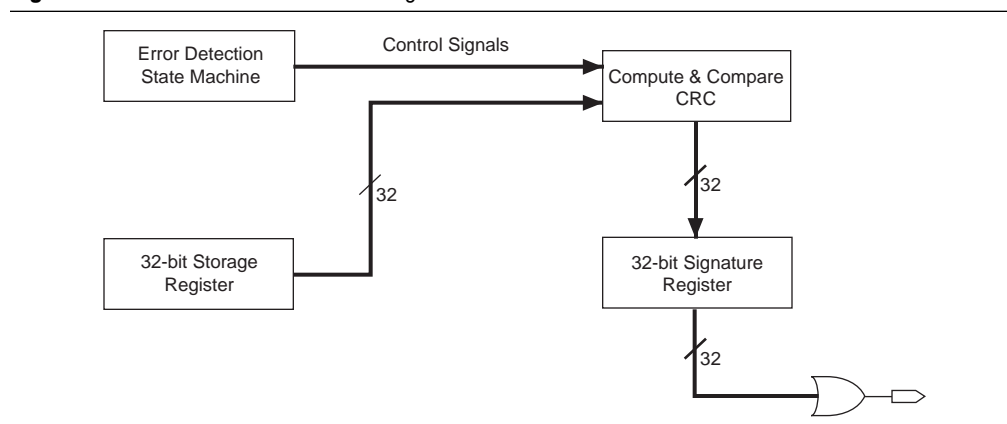 Error Detection
State Machine
Control Signals
Compute & Compare
CRC
32
32
32-bit Storage
Register
32-bit Signature
Register
32